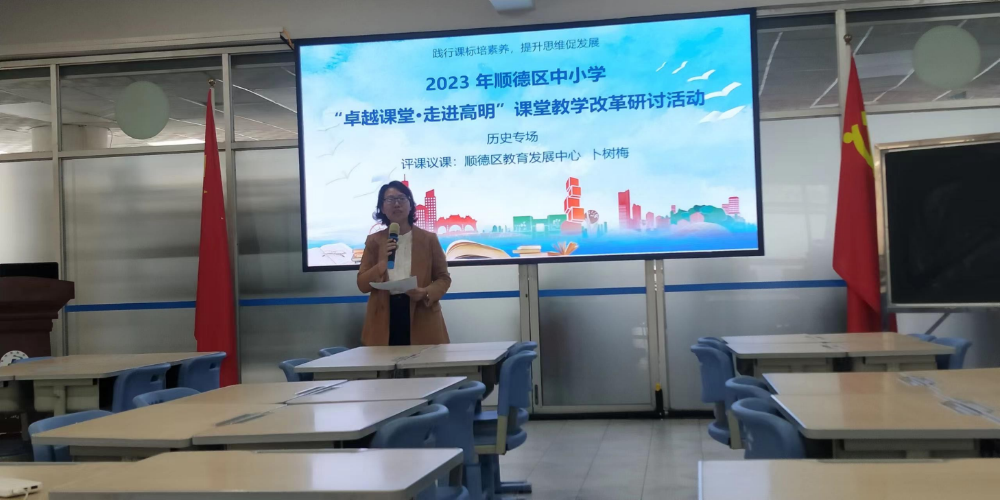 践行课标培素养，提升思维促发展
2023 年顺德区中小学
“卓越课堂•走进高明”课堂教学改革研讨活动
历史专场
评课议课：顺德区教育发展中心 卜树梅